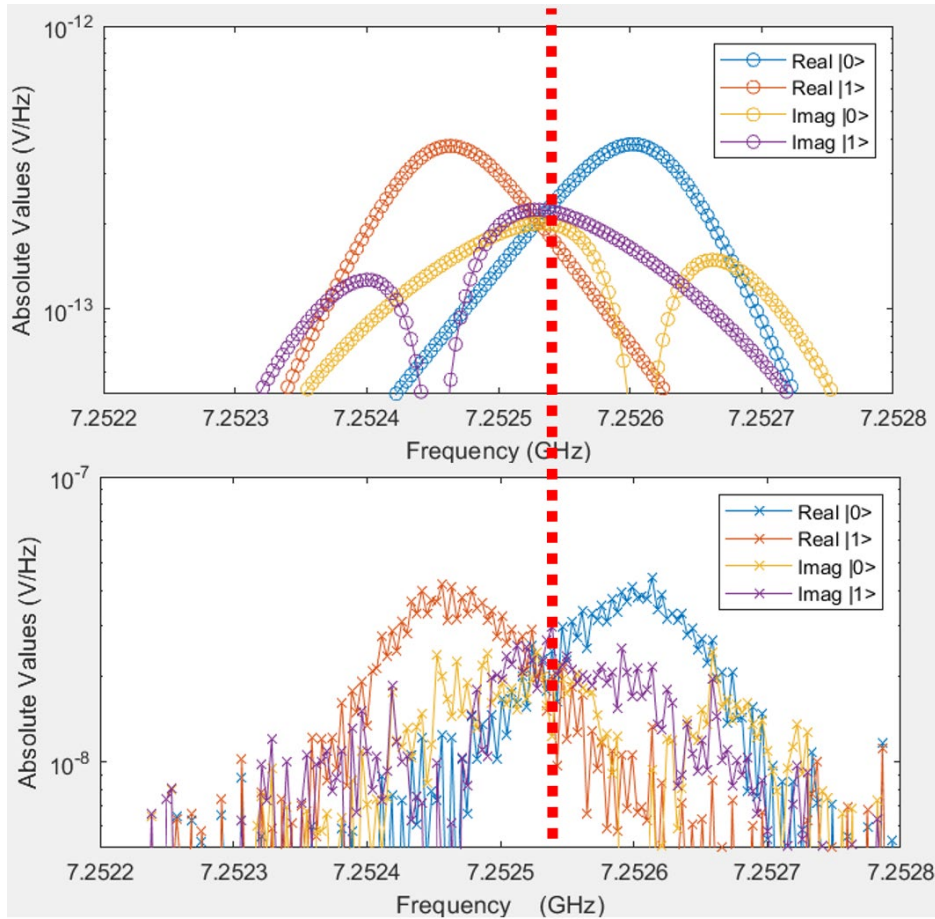 10^-12
10^-13
Absolute Values (V/Hz)
Real |0>
Real |1>
Imag |0>
Imag |1>
7.2522 7.2523 7.2524 7.2525 7.2526 7.2527 7.2528
Frequency (GHz)
10^-7
10^-8
Absolute Values (V/Hz)
Real |0>
Real |1>
Imag |0>
Imag |1>
7.2522 7.2523 7.2524 7.2525 7.2526 7.2527 7.2528
Frequency (GHz)